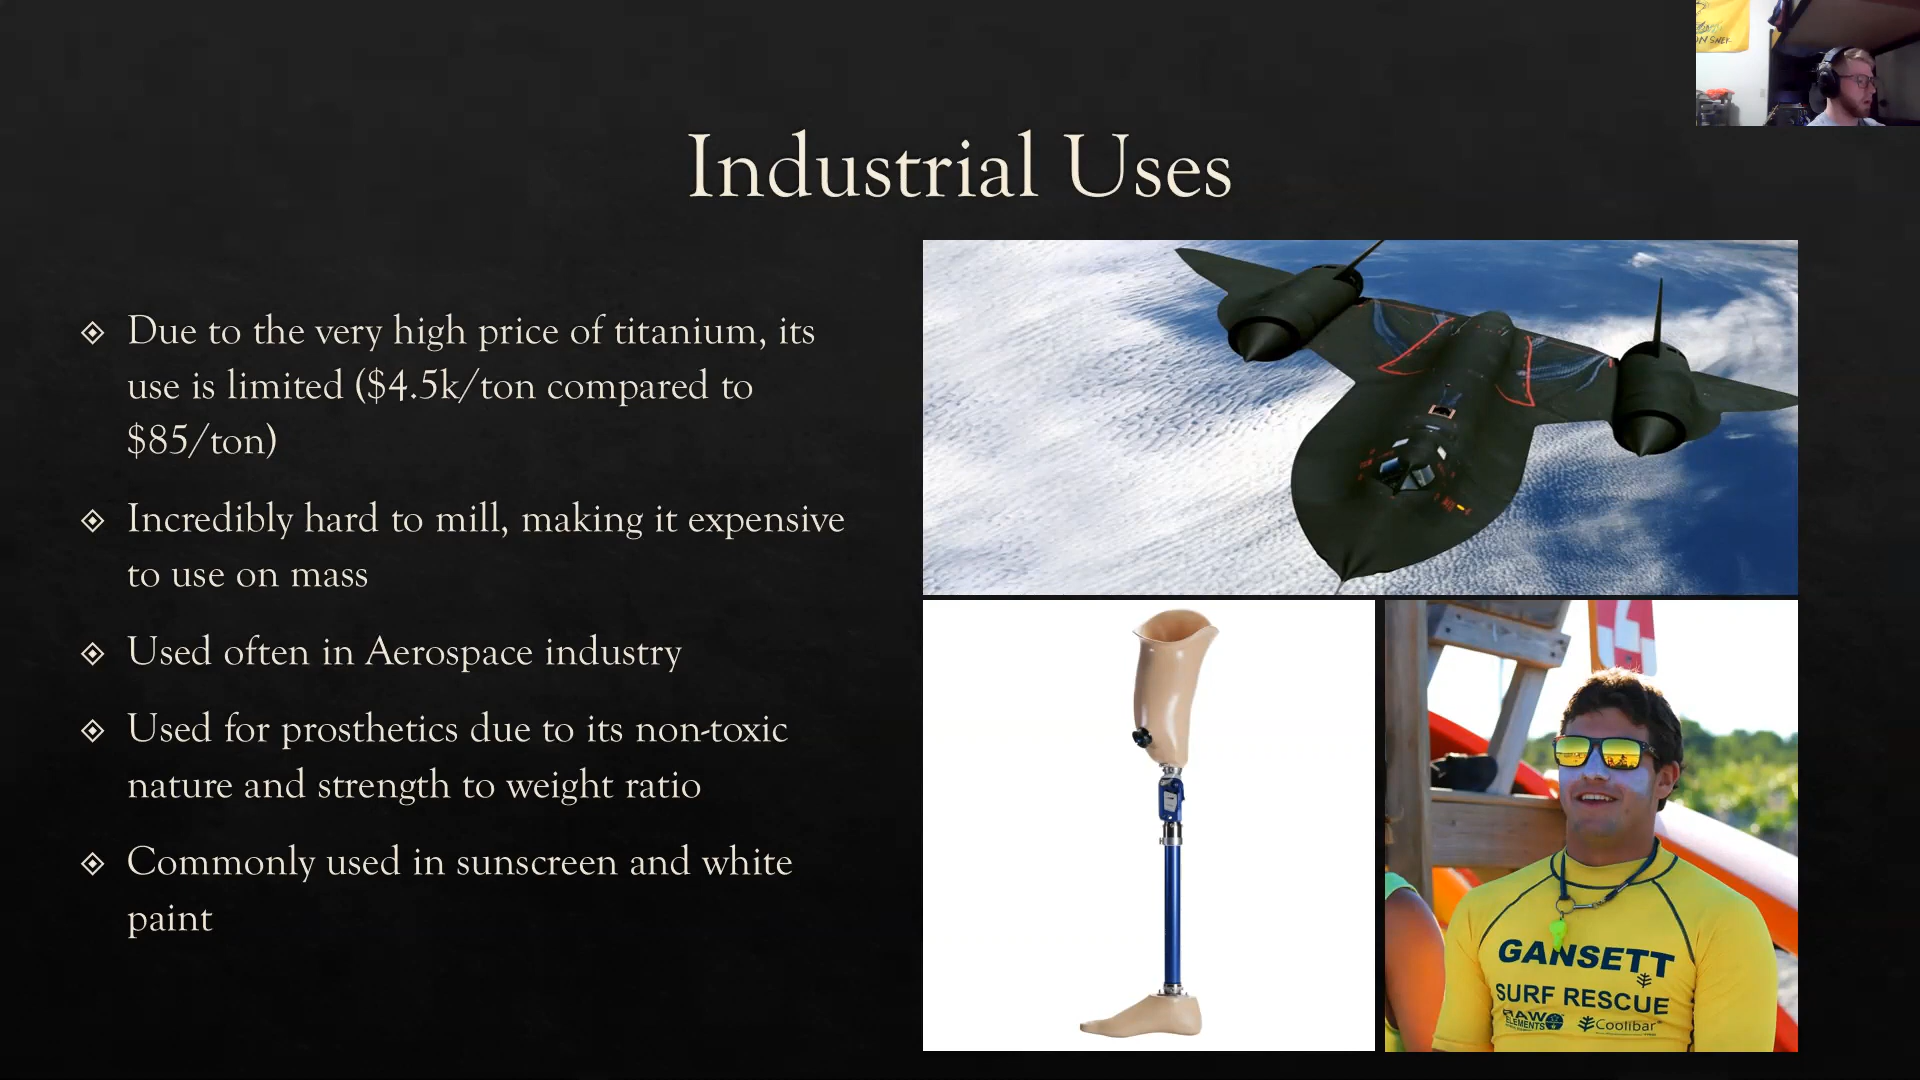 Industrial Uses
Due to the very high price of titanium, its
use is limited ($4.5k/ton compared to
$85/ton)
Incredibly hard to mill, making it expensive
to use on mass
Used often in Aerospace industry
Used for prosthetics due to its non-toxic
nature and strength to weight ratio
Commonly used in sunscreen and white
paint
GANSETT
SURF RESCUE
RAW
ELEMENTS
Coolibar